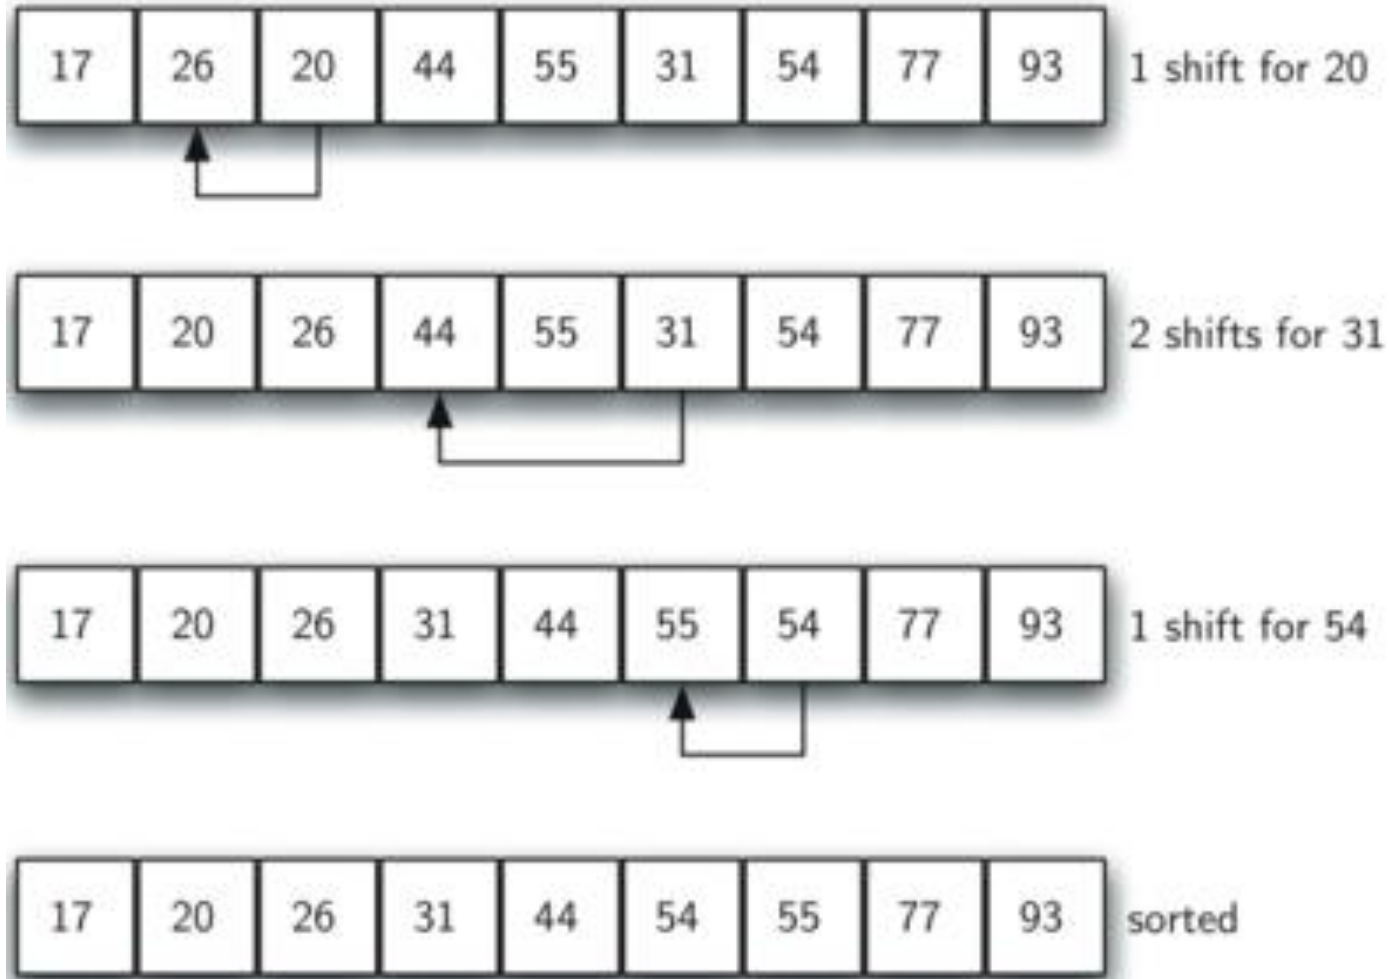 17 26 20 44 55 31 54 77 93 1 shift for 20
17 20 26 44 55 31 54 77 93 2 shifts for 31
17 20 26 31 44 55 54 77 93 1 shift for 54
17 20 26 31 44 54 55 77 93 sorted